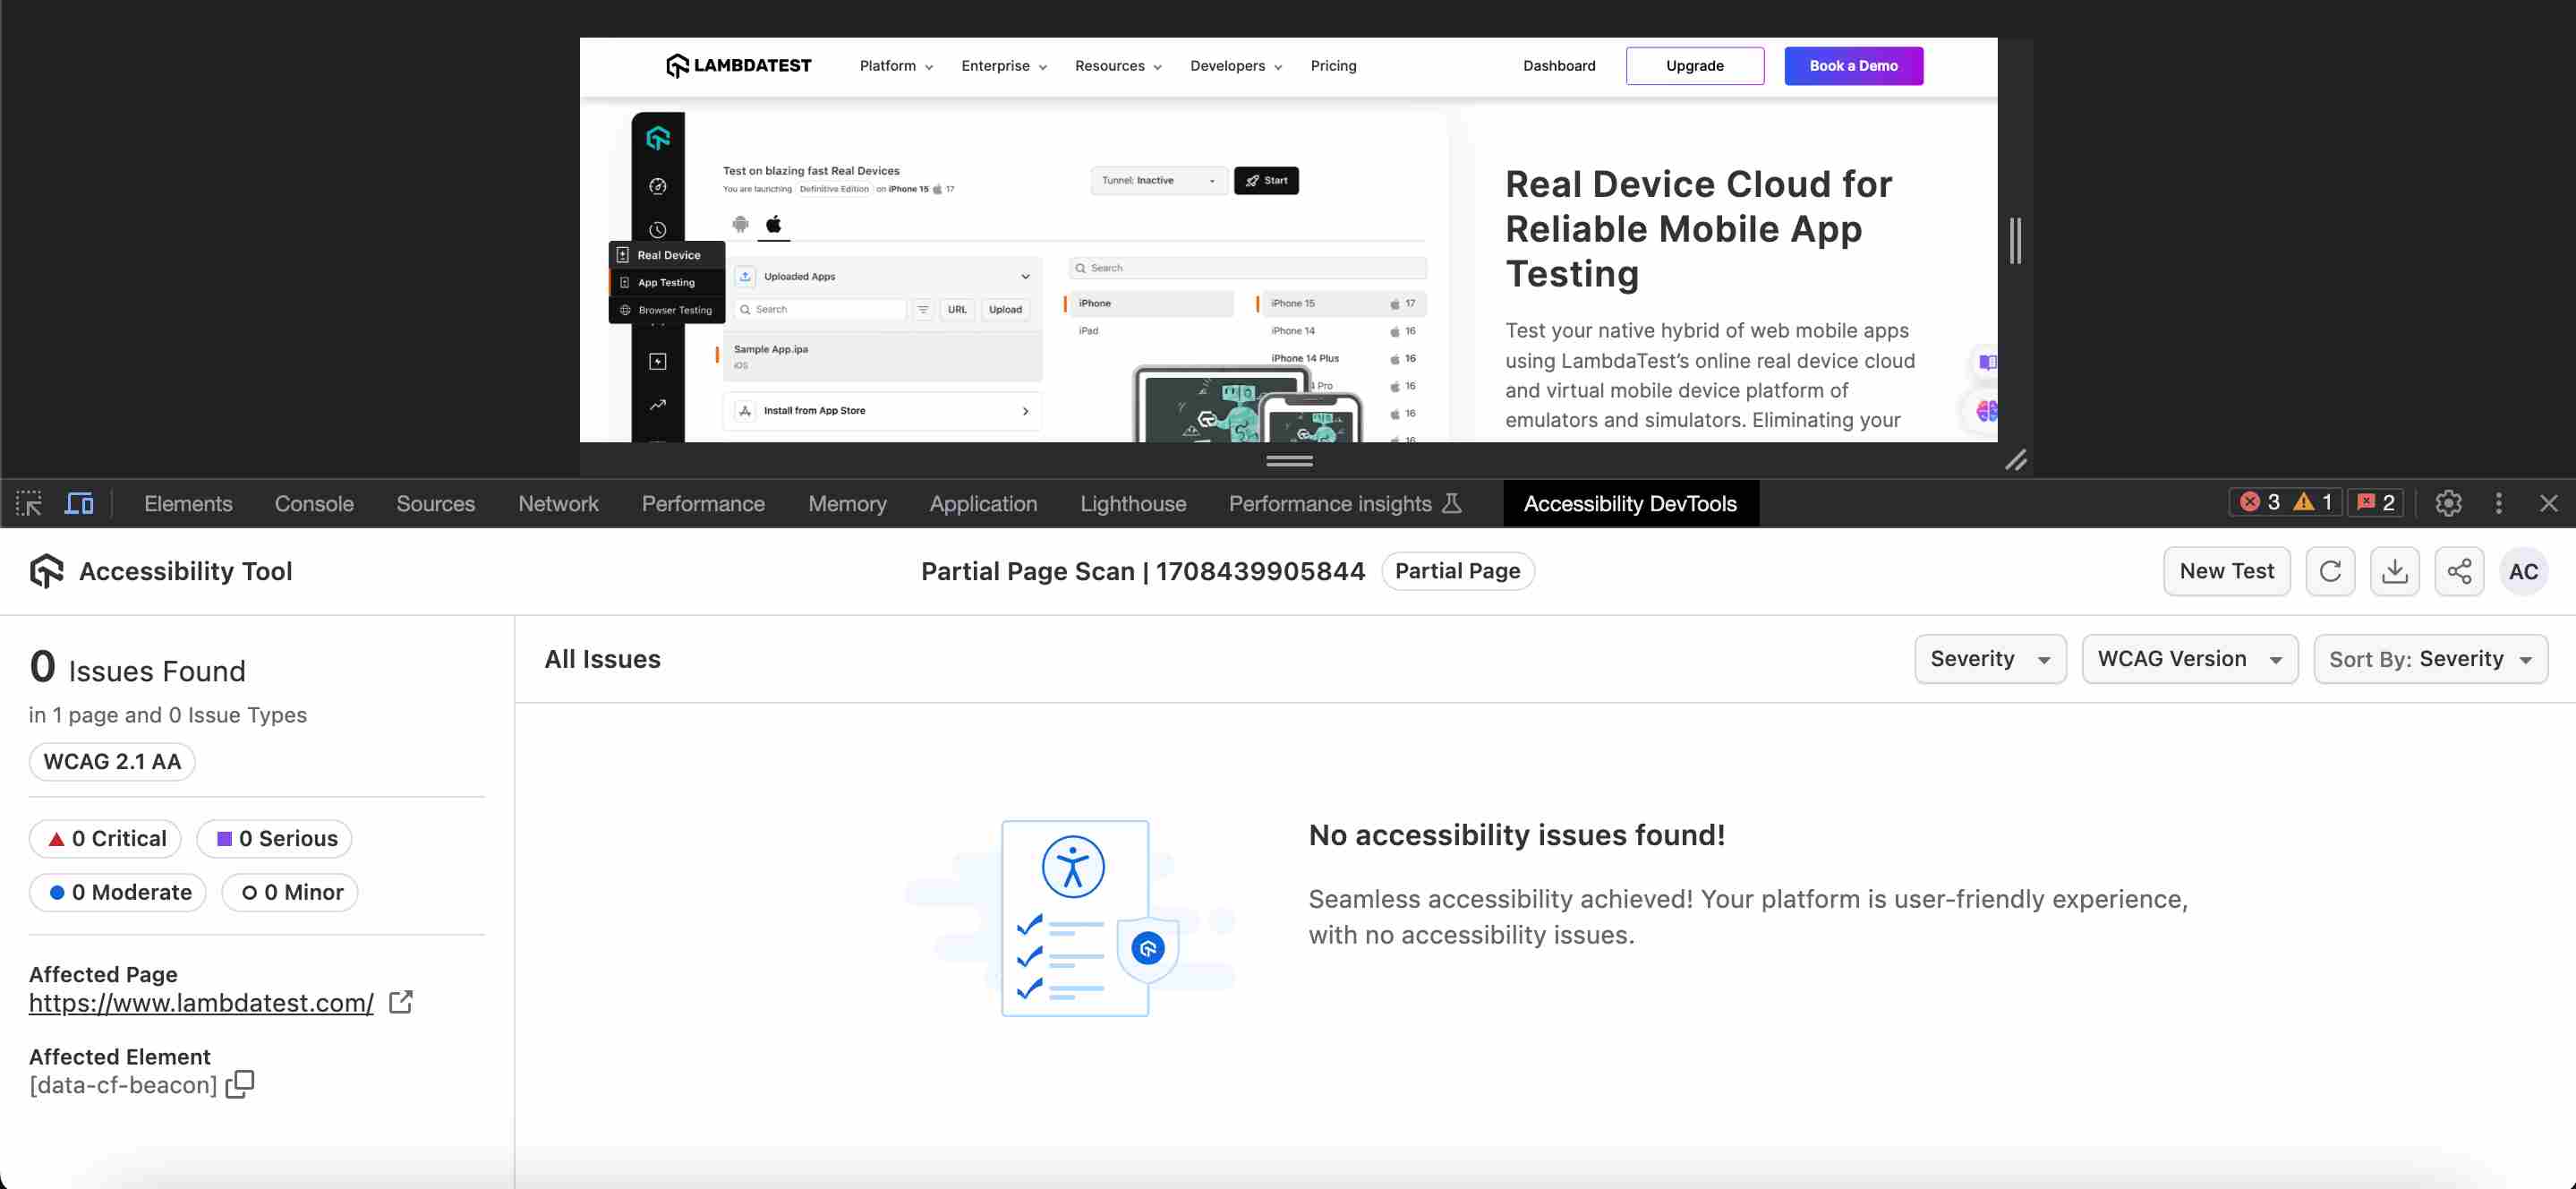 LAMBDATEST
Platform
Enterprise
Resources
Developers
Pricing
Dashboard
Upgrade
Book a Demo
Test on blazing fast Real Devices
You are launching Definitive Edition on iPhone 15 17
Tunnel: Inactive
Start
Real Device
App Testing
Browser Testing
Uploaded Apps
Search
URL
Upload
Sample App.ipa
iOS
Install from App Store
Search
iPhone
iPad
iPhone 15 17
iPhone 14 16
iPhone 14 Plus 16
Pro 16
16
16
Real Device Cloud for
Reliable Mobile App
Testing
Test your native hybrid of web mobile apps
using LambdaTest’s online real device cloud
and virtual mobile device platform of
emulators and simulators. Eliminating your
Elements
Console
Sources
Network
Performance
Memory
Application
Lighthouse
Performance insights
Accessibility DevTools
3
1
2
Accessibility Tool
Partial Page Scan | 1708439905844
Partial Page
New Test
AC
0 Issues Found
in 1 page and 0 Issue Types
WCAG 2.1 AA
0 Critical
0 Serious
0 Moderate
0 Minor
Affected Page
https://www.lambdatest.com/
Affected Element
[data-cf-beacon]
All Issues
Severity
WCAG Version
Sort By: Severity
No accessibility issues found!
Seamless accessibility achieved! Your platform is user-friendly experience,
with no accessibility issues.